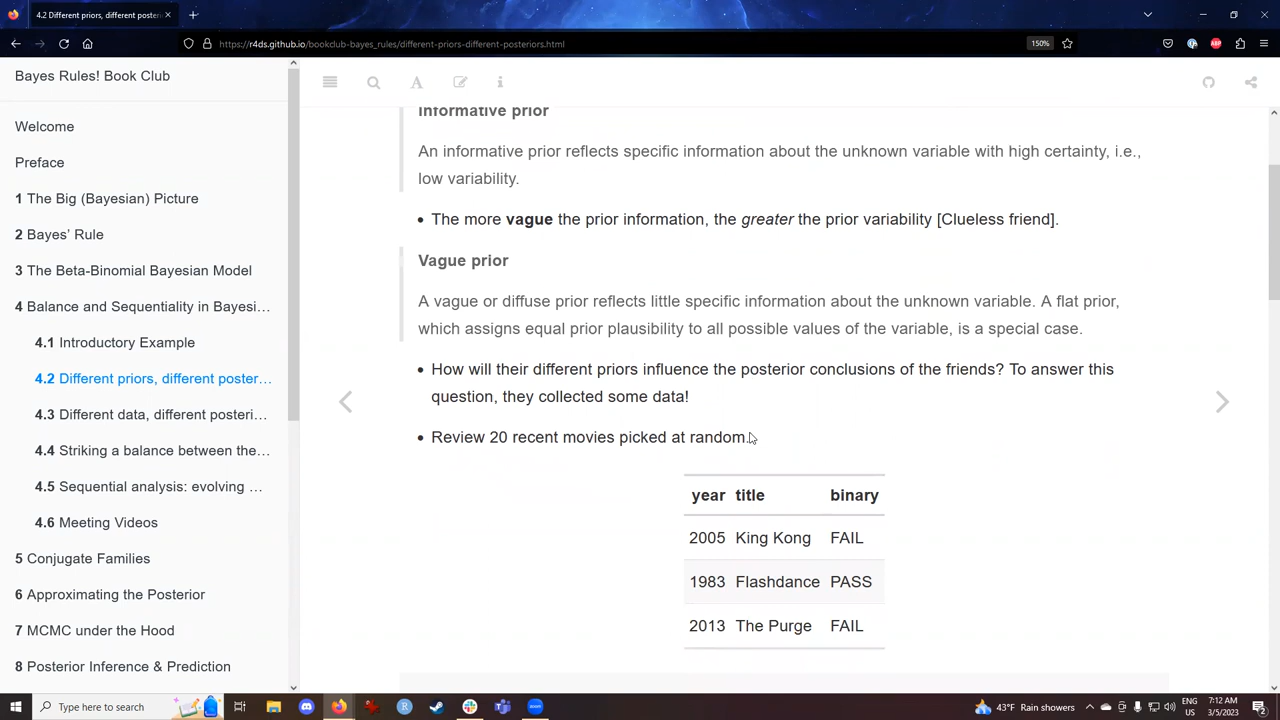 4.2 Different priors, different poster
https://r4ds.github.io/bookclub-bayes_rules/different-priors-different-posteriors.html
150%
Bayes Rules! Book Club
Welcome
Preface
1 The Big (Bayesian) Picture
2 Bayes' Rule
3 The Beta-Binomial Bayesian Model
4 Balance and Sequentiality in Bayesi...
4.1 Introductory Example
4.2 Different priors, different poster...
4.3 Different data, different posteri...
4.4 Striking a balance between the...
4.5 Sequential analysis: evolving ...
4.6 Meeting Videos
5 Conjugate Families
6 Approximating the Posterior
7 MCMC under the Hood
8 Posterior Inference & Prediction
Informative prior
An informative prior reflects specific information about the unknown variable with high certainty, i.e.,
low variability.
• The more vague the prior information, the greater the prior variability [Clueless friend].
Vague prior
A vague or diffuse prior reflects little specific information about the unknown variable. A flat prior,
which assigns equal prior plausibility to all possible values of the variable, is a special case.
• How will their different priors influence the posterior conclusions of the friends? To answer this
question, they collected some data!
• Review 20 recent movies picked at random.
year title binary
2005 King Kong FAIL
1983 Flashdance PASS
2013 The Purge FAIL
Type here to search
43°F Rain showers
ENG
US
7:12 AM
3/5/2023